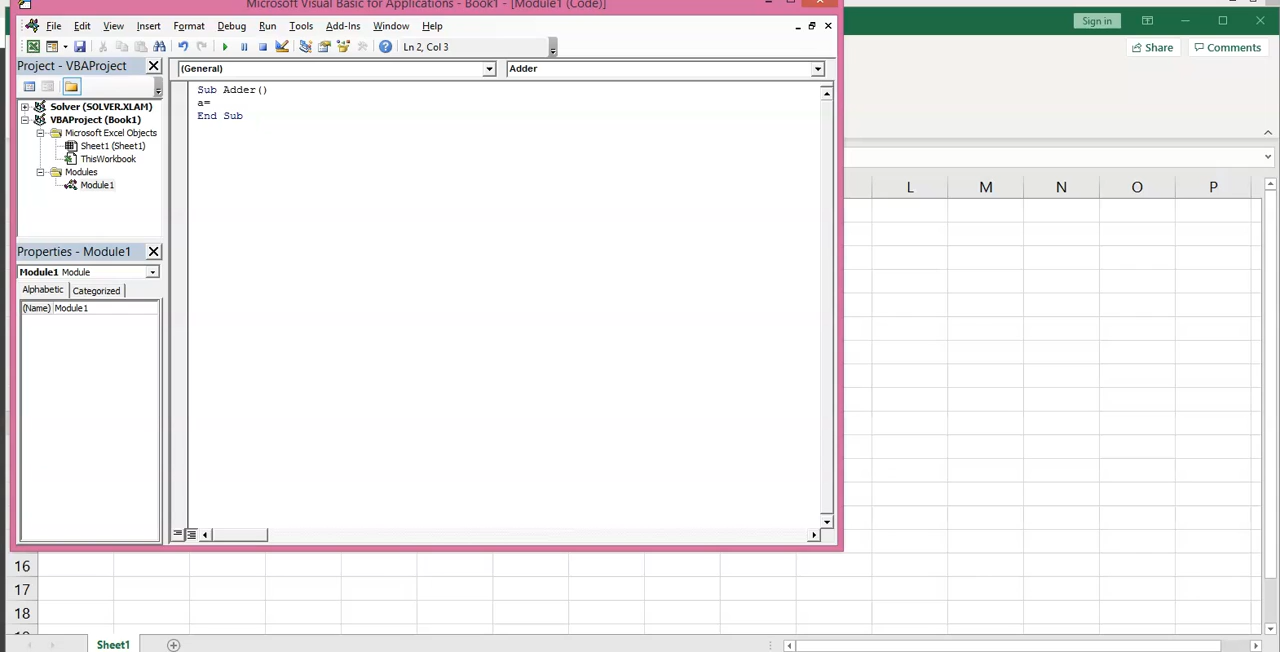 Microsoft Visual Basic for Applications - Book1 - [Module1 (Code)]
Sign in
File Edit View Insert Format Debug Run Tools Add-Ins Window Help
Ln 2, Col 3
Share Comments
Project - VBAProject
(General) Adder
Solver (SOLVER.XLAM)
VBAProject (Book1)
Microsoft Excel Objects
Sheet1 (Sheet1)
ThisWorkbook
Modules
Module1
Sub Adder()
a=
End Sub
L M N O P
Properties - Module1
Module1 Module
Alphabetic Categorized
(Name) Module1
16
17
18
Sheet1